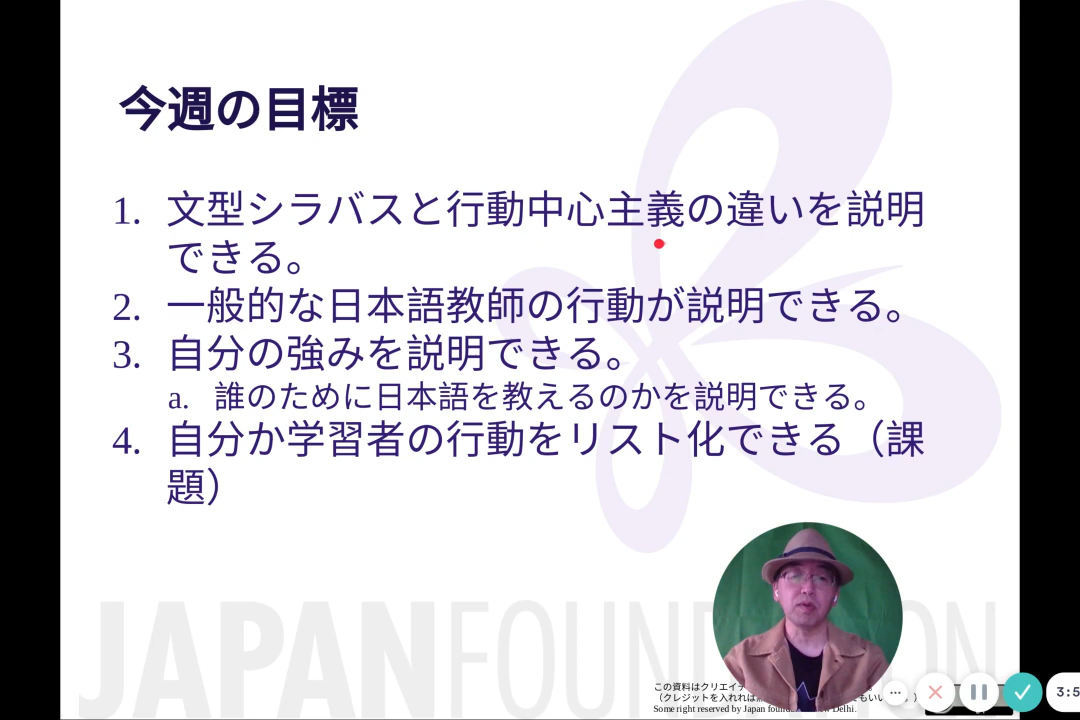 今週の目標
1. 文型シラバスと行動中心主義の違いを説明
できる。
2. 一般的な日本語教師の行動が説明できる。
3. 自分の強みを説明できる。
a. 誰のために日本語を教えるのかを説明できる。
4. 自分か学習者の行動をリスト化できる（課
題）
JAPAN FOUND
この資料はクリエイテ
（クレジットを入れれば
Some right reserved by Japan
Delhi.
3:5